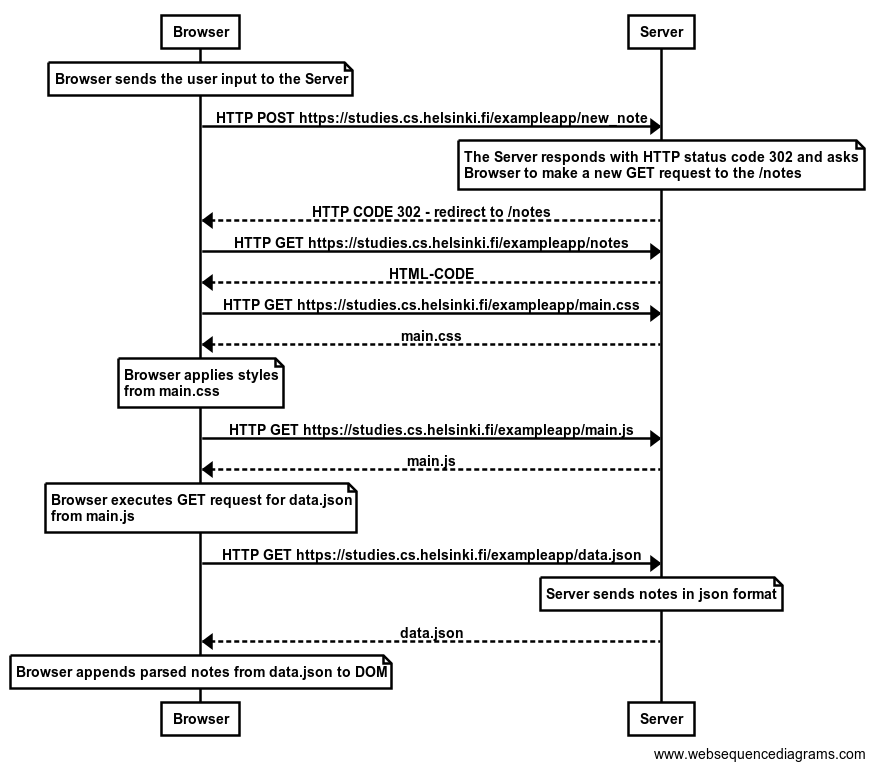 Browser
Server
Browser sends the user input to the Server
HTTP POST https://studies.cs.helsinki.fi/exampleapp/new_note
The Server responds with HTTP status code 302 and asks
Browser to make a new GET request to the /notes
HTTP CODE 302 - redirect to /notes
HTTP GET https://studies.cs.helsinki.fi/exampleapp/notes
HTML-CODE
HTTP GET https://studies.cs.helsinki.fi/exampleapp/main.css
main.css
Browser applies styles
from main.css
HTTP GET https://studies.cs.helsinki.fi/exampleapp/main.js
main.js
Browser executes GET request for data.json
from main.js
HTTP GET https://studies.cs.helsinki.fi/exampleapp/data.json
Server sends notes in json format
data.json
Browser appends parsed notes from data.json to DOM
Browser
Server
www.websequencediagrams.com